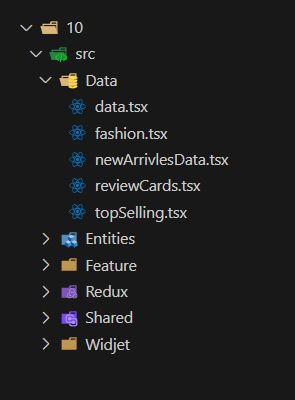 10
src
Data
data.tsx
fashion.tsx
newArrivlesData.tsx
reviewCards.tsx
topSelling.tsx
Entities
Feature
Redux
Shared
Widjet